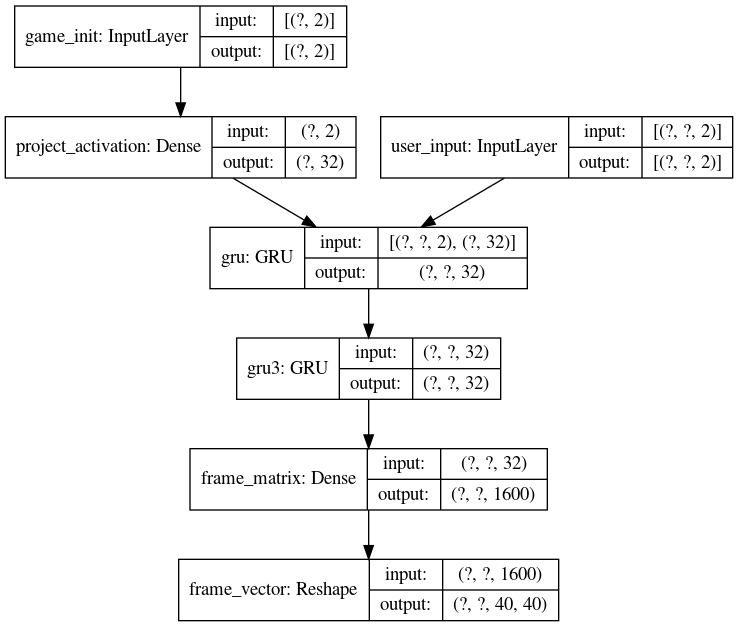 game_init: InputLayer
input:
[(?, 2)]
output:
[(?, 2)]
project_activation: Dense
input:
(?, 2)
output:
(?, 32)
user_input: InputLayer
input:
[(?, ?, 2)]
output:
[(?, ?, 2)]
gru: GRU
input:
[(?, ?, 2), (?, 32)]
output:
(?, ?, 32)
gru3: GRU
input:
(?, ?, 32)
output:
(?, ?, 32)
frame_matrix: Dense
input:
(?, ?, 32)
output:
(?, ?, 1600)
frame_vector: Reshape
input:
(?, ?, 1600)
output:
(?, ?, 40, 40)